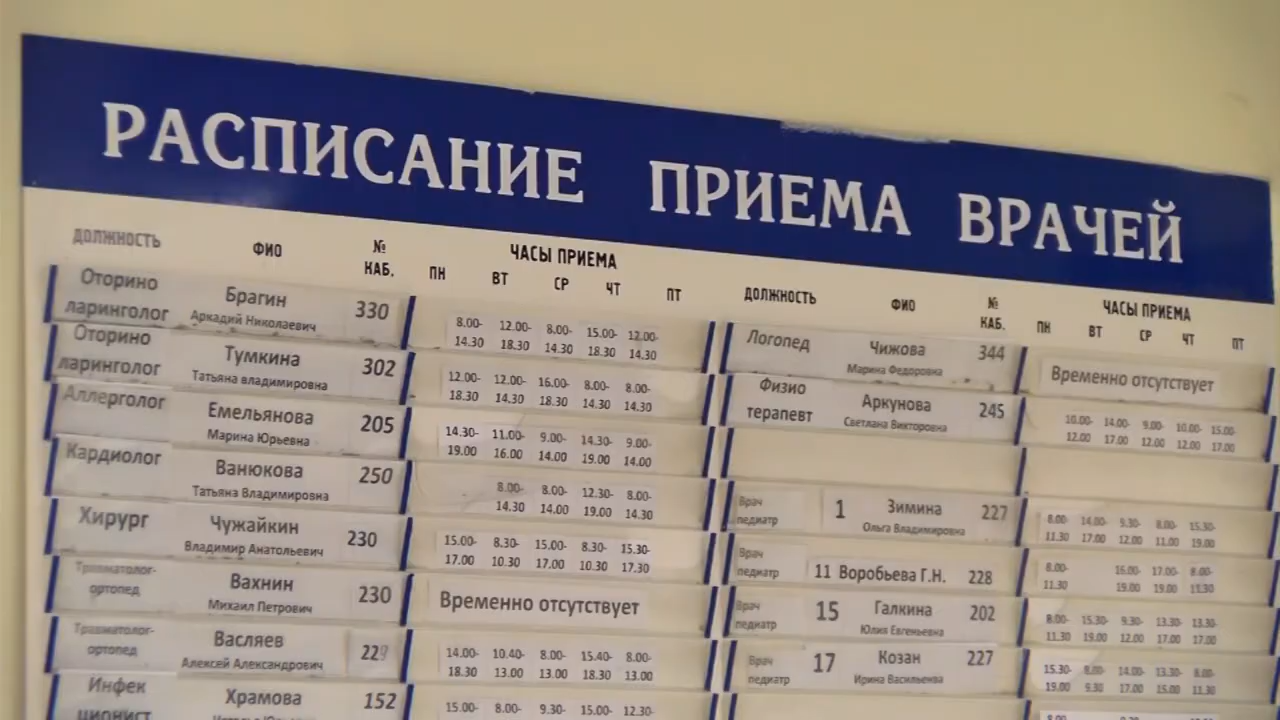 РАСПИСАНИЕ ПРИЕМА ВРАЧЕЙ
ДОЛЖНОСТЬ ФИО № КАБ. ЧАСЫ ПРИЕМА
ПН ВТ СР ЧТ ПТ
Оторино Брагин 330 8.00- 12.00- 8.00- 15.00- 12.00-
ларинголог Аркадий Николаевич 14.30 18.30 14.30 18.30 14.30
Оторино Тумкина 302 12.00- 12.00- 16.00- 8.00- 8.00-
ларинголог Татьяна владимировна 18.30 14.30 18.30 14.30 14.30
Аллерголог Емельянова 205 14.30- 11.00- 9.00- 14.30- 9.00-
Марина Юрьевна 19.00 16.00 14.00 19.00 14.00
Кардиолог Ванюкова 250 8.00- 8.00- 12.30- 8.00-
Татьяна Владимировна 14.30 14.00 19.00 14.30
Хирург Чужайкин 230 15.00- 8.30- 15.00- 8.30- 15.30-
Владимир Анатольевич 17.00 10.30 17.00 10.30 17.30
Травматолог- Вахнин 230 Временно отсутствует
ортопед Михаил Петрович
Травматолог- Васляев 229 14.00- 10.40- 8.00- 15.40- 8.00-
ортопед Алексей Александрович 18.30 13.00 13.00 18.30 13.00
Инфек Храмова 152 15.00- 8.00- 9.30- 15.00- 12.30-
ционист
ДОЛЖНОСТЬ ФИО № КАБ. ЧАСЫ ПРИЕМА
ПН ВТ СР ЧТ ПТ
Логопед Чижова 344 Временно отсутствует
Марина Федоровна
Физио Аркунова 245 10.00- 14.00- 9.00- 10.00- 15.00-
терапевт Светлана Викторовна 12.00 17.00 12.00 12.00 17.00
Врач 1 Зимина 227 8.00- 14.00- 9.30- 8.00- 15.30-
педиатр Ольга Владимировна 11.30 17.00 12.00 11.00 19.00
Врач 11 Воробьева Г.Н. 228 8.00- 16.00- 17.00- 8.00-
педиатр 11.30 19.00 19.00 11.30
Врач 15 Галкина 202 8.00- 15.30- 9.30- 13.30- 13.30-
педиатр Юлия Евгеньевна 11.30 19.00 12.00 17.00 17.00
Врач 17 Козан 227 15.30- 8.00- 14.00- 13.30- 8.00-
педиатр Ирина Васильевна 19.00 9.30 17.00 15.00 11.30